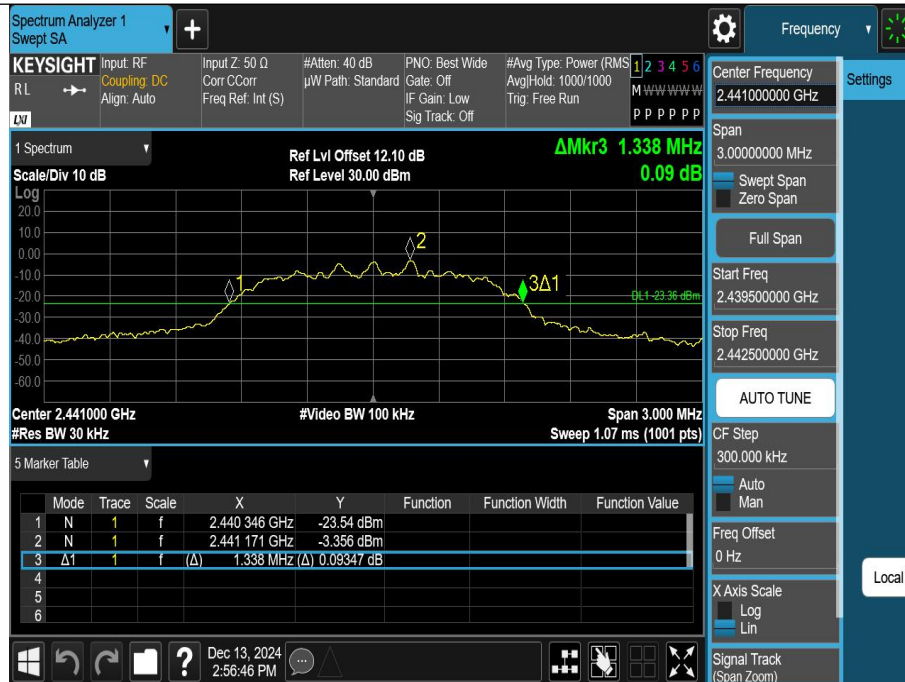 Spectrum Analyzer 1
Swept SA
Frequency
KEYSIGHT
RL
LXI
Input: RF
Coupling: DC
Align: Auto
Input Z: 50 Ω
Corr CCorr
Freq Ref: Int (S)
#Atten: 40 dB
µW Path: Standard
PNO: Best Wide
Gate: Off
IF Gain: Low
Sig Track: Off
#Avg Type: Power (RMS
Avg|Hold: 1000/1000
Trig: Free Run
1 2 3 4 5 6
M W W W W W
P P P P P P
1 Spectrum
Scale/Div 10 dB
Ref Lvl Offset 12.10 dB
Ref Level 30.00 dBm
ΔMkr3 1.338 MHz
0.09 dB
Log
20.0
10.0
0.00
-10.0
-20.0
-30.0
-40.0
-50.0
-60.0
1
2
3Δ1
DL1 -23.36 dBm
Center 2.441000 GHz
#Video BW 100 kHz
Span 3.000 MHz
#Res BW 30 kHz
Sweep 1.07 ms (1001 pts)
5 Marker Table
Mode Trace Scale X Y Function Function Width Function Value
1 N 1 f 2.440 346 GHz -23.54 dBm
2 N 1 f 2.441 171 GHz -3.356 dBm
3 Δ1 1 f (Δ) 1.338 MHz (Δ) 0.09347 dB
4
5
6
Dec 13, 2024
2:56:46 PM
Center Frequency
2.441000000 GHz
Settings
Span
3.00000000 MHz
Swept Span
Zero Span
Full Span
Start Freq
2.439500000 GHz
Stop Freq
2.442500000 GHz
AUTO TUNE
CF Step
300.000 kHz
Auto
Man
Freq Offset
0 Hz
Local
X Axis Scale
Log
Lin
Signal Track
(Span Zoom)